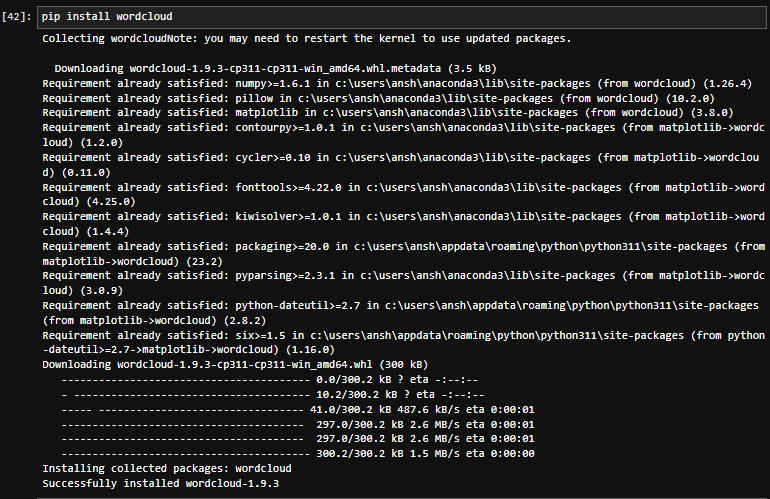 [42]: pip install wordcloud
Collecting wordcloudNote: you may need to restart the kernel to use updated packages.
Downloading wordcloud-1.9.3-cp311-cp311-win_amd64.whl.metadata (3.5 kB)
Requirement already satisfied: numpy>=1.6.1 in c:\users\ansh\anaconda3\lib\site-packages (from wordcloud) (1.26.4)
Requirement already satisfied: pillow in c:\users\ansh\anaconda3\lib\site-packages (from wordcloud) (10.2.0)
Requirement already satisfied: matplotlib in c:\users\ansh\anaconda3\lib\site-packages (from wordcloud) (3.8.0)
Requirement already satisfied: contourpy>=1.0.1 in c:\users\ansh\anaconda3\lib\site-packages (from matplotlib->wordc
loud) (1.2.0)
Requirement already satisfied: cycler>=0.10 in c:\users\ansh\anaconda3\lib\site-packages (from matplotlib->wordclou
d) (0.11.0)
Requirement already satisfied: fonttools>=4.22.0 in c:\users\ansh\anaconda3\lib\site-packages (from matplotlib->word
cloud) (4.25.0)
Requirement already satisfied: kiwisolver>=1.0.1 in c:\users\ansh\anaconda3\lib\site-packages (from matplotlib->word
cloud) (1.4.4)
Requirement already satisfied: packaging>=20.0 in c:\users\ansh\appdata\roaming\python\python311\site-packages (from
matplotlib->wordcloud) (23.2)
Requirement already satisfied: pyparsing>=2.3.1 in c:\users\ansh\anaconda3\lib\site-packages (from matplotlib->wordc
loud) (3.0.9)
Requirement already satisfied: python-dateutil>=2.7 in c:\users\ansh\appdata\roaming\python\python311\site-packages
(from matplotlib->wordcloud) (2.8.2)
Requirement already satisfied: six>=1.5 in c:\users\ansh\appdata\roaming\python\python311\site-packages (from python
-dateutil>=2.7->matplotlib->wordcloud) (1.16.0)
Downloading wordcloud-1.9.3-cp311-cp311-win_amd64.whl (300 kB)
---------------------------------------- 0.0/300.2 kB ? eta -:--:--
- -------------------------------------- 10.2/300.2 kB ? eta -:--:--
----- ---------------------------------- 41.0/300.2 kB 487.6 kB/s eta 0:00:01
---------------------------------------  297.0/300.2 kB 2.6 MB/s eta 0:00:01
---------------------------------------  297.0/300.2 kB 2.6 MB/s eta 0:00:01
---------------------------------------- 300.2/300.2 kB 1.5 MB/s eta 0:00:00
Installing collected packages: wordcloud
Successfully installed wordcloud-1.9.3